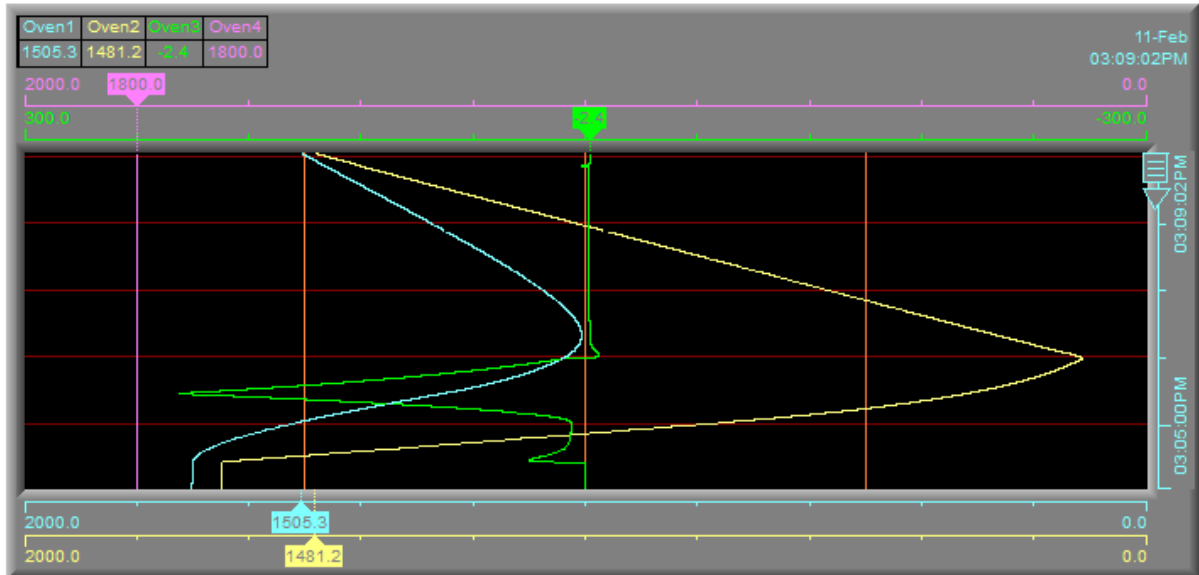 Oven1 Oven2 Oven3 Oven4
1505.3 1481.2 -2.4 1800.0
11-Feb
03:09:02PM
2000.0 1800.0 0.0
300.0 -2.4 -300.0
03:09:02PM
03:05:00PM
2000.0 1505.3 0.0
2000.0 1481.2 0.0